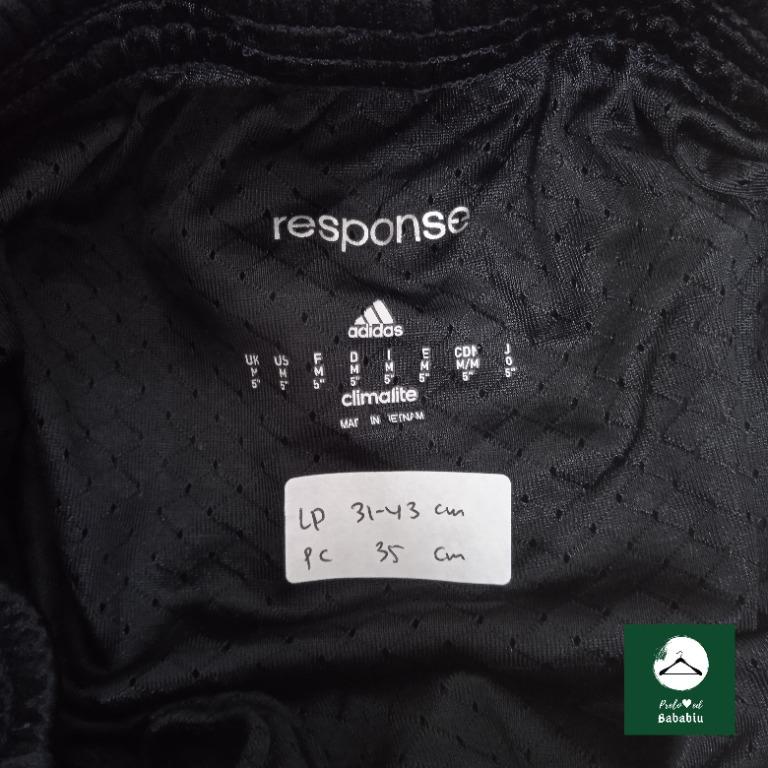 response
adidas
UK US F D I E CDN J
M M M M M M M/M O
5" 5" 5" 5" 5" 5" 5" 5"
climalite
MADE IN VIETNAM
LP 31-43 cm
PC 35 cm
Prelo♥ed
Bababiu